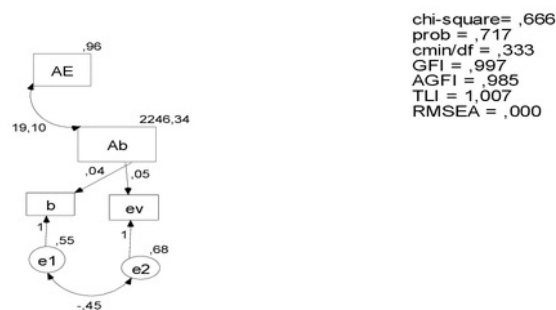 chi-square= ,666
prob = ,717
cmin/df = ,333
GFI = ,997
AGFI = ,985
TLI = 1,007
RMSEA = ,000
,96
AE
19,10
2246,34
Ab
,04
,05
b
ev
1
,55
1
,68
e1
e2
-,45